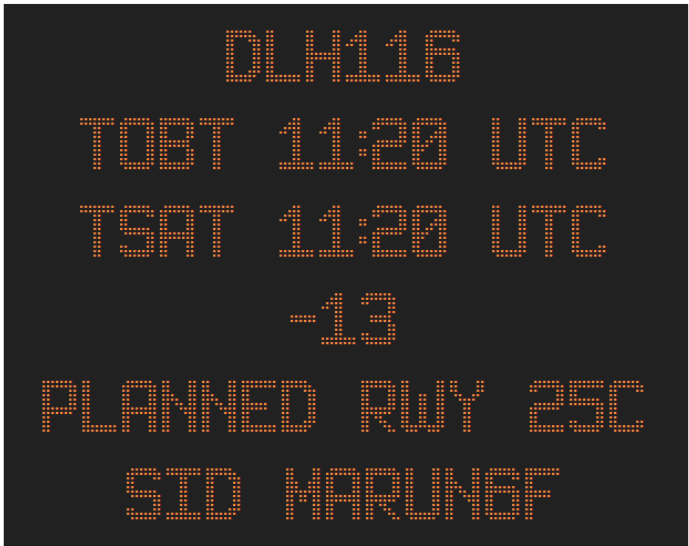 DLH116
TOBT 11:20 UTC
TSAT 11:20 UTC
-13
PLANNED RWY 25C
SID MARUN6F